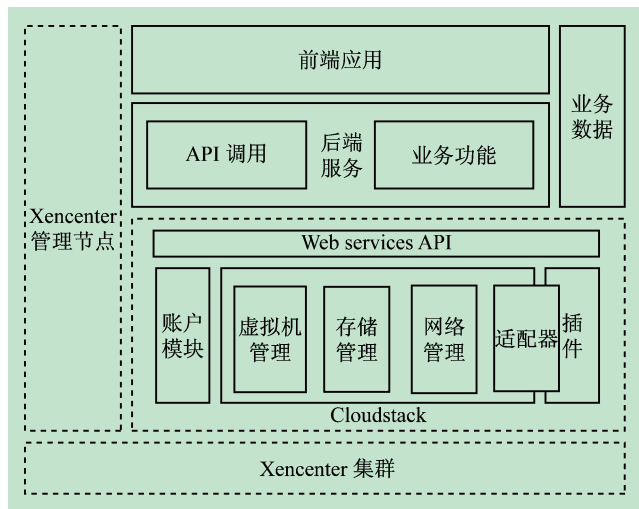 前端应用
业务
数据
API 调用
后端
服务
业务功能
Xencenter
管理节点
Web services API
账户
模块
虚拟机
管理
存储
管理
网络
管理
适配器
插
件
Cloudstack
Xencenter 集群